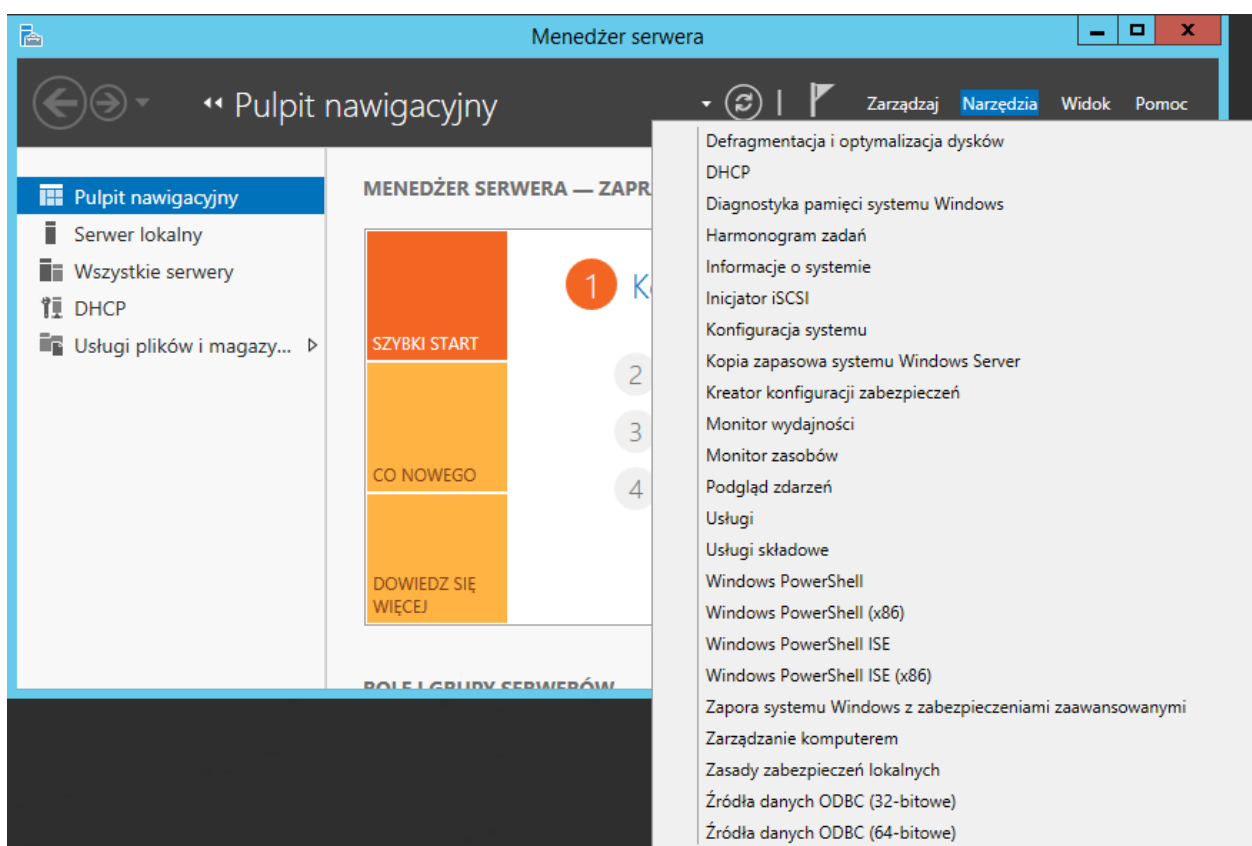 Menedżer serwera
Pulpit nawigacyjny
Zarządzaj Narzędzia Widok Pomoc
Pulpit nawigacyjny
Serwer lokalny
Wszystkie serwery
DHCP
Usługi plików i magazy...
MENEDŻER SERWERA — ZAPR
SZYBKI START
CO NOWEGO
DOWIEDZ SIĘ
WIĘCEJ
1 K
2
3
4
ROLE I GRUPY SERWERÓW
Defragmentacja i optymalizacja dysków
DHCP
Diagnostyka pamięci systemu Windows
Harmonogram zadań
Informacje o systemie
Inicjator iSCSI
Konfiguracja systemu
Kopia zapasowa systemu Windows Server
Kreator konfiguracji zabezpieczeń
Monitor wydajności
Monitor zasobów
Podgląd zdarzeń
Usługi
Usługi składowe
Windows PowerShell
Windows PowerShell (x86)
Windows PowerShell ISE
Windows PowerShell ISE (x86)
Zapora systemu Windows z zabezpieczeniami zaawansowanymi
Zarządzanie komputerem
Zasady zabezpieczeń lokalnych
Źródła danych ODBC (32-bitowe)
Źródła danych ODBC (64-bitowe)